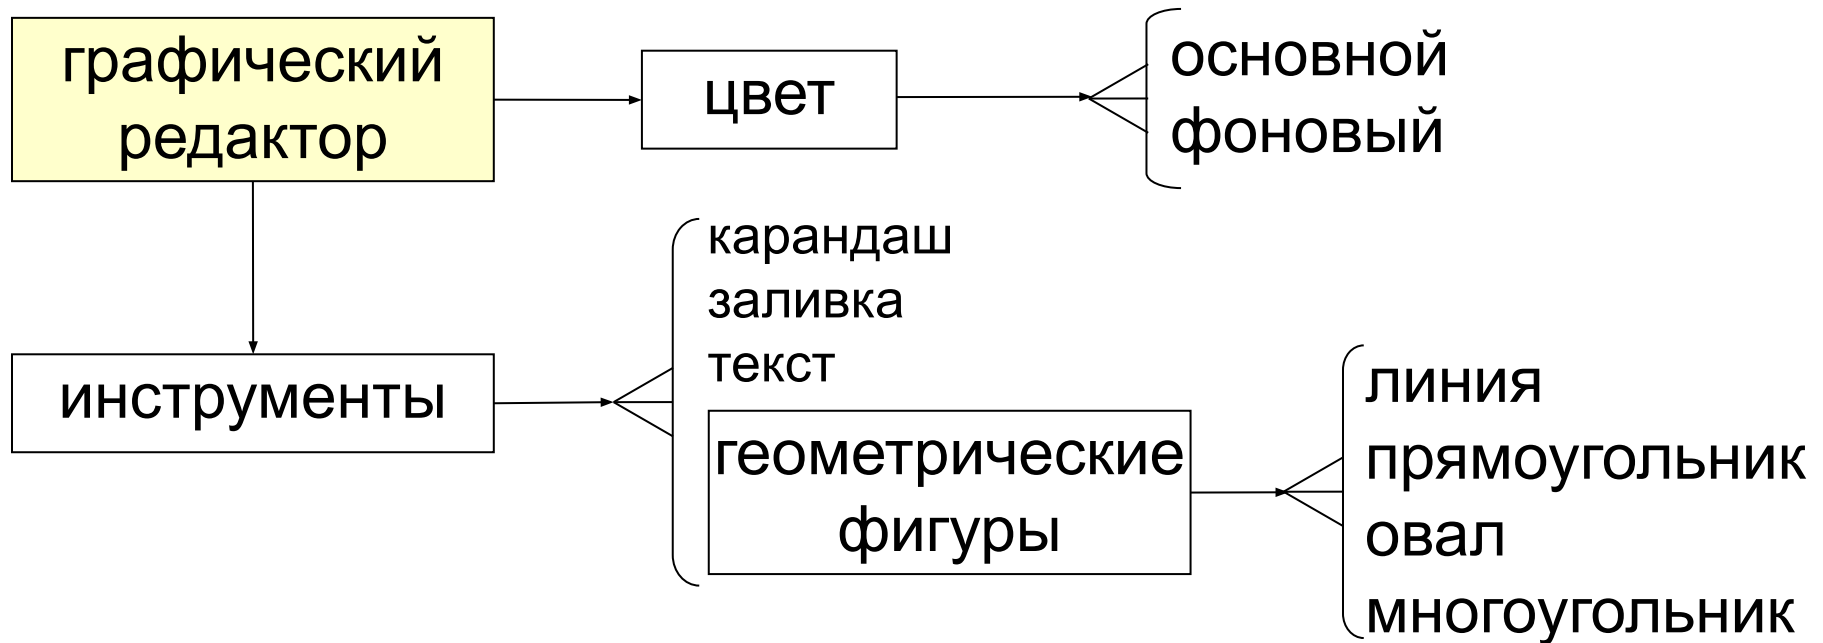 графический
редактор
цвет
основной
фоновый
инструменты
карандаш
заливка
текст
геометрические
фигуры
линия
прямоугольник
овал
многоугольник